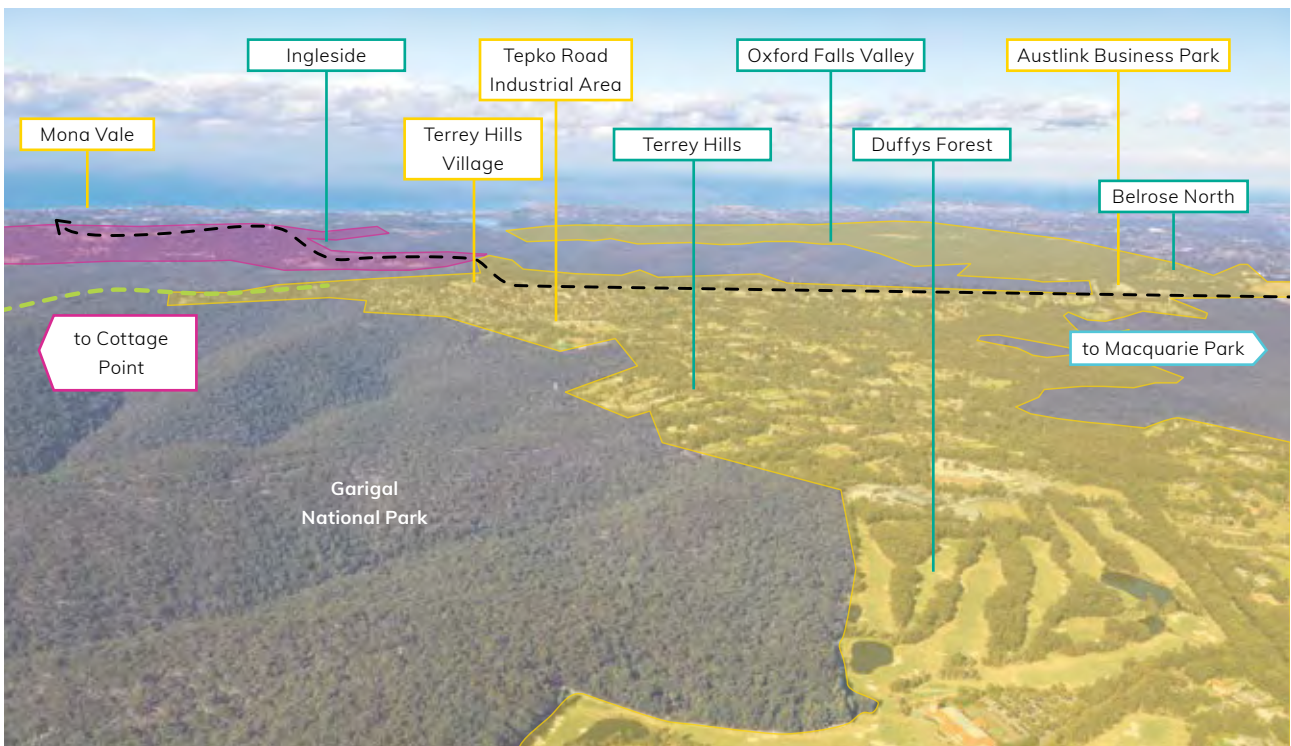 Ingleside
Tepko Road
Industrial Area
Oxford Falls Valley
Austlink Business Park
Mona Vale
Terrey Hills
Village
Terrey Hills
Duffys Forest
Belrose North
to Cottage
Point
to Macquarie Park
Garigal
National Park